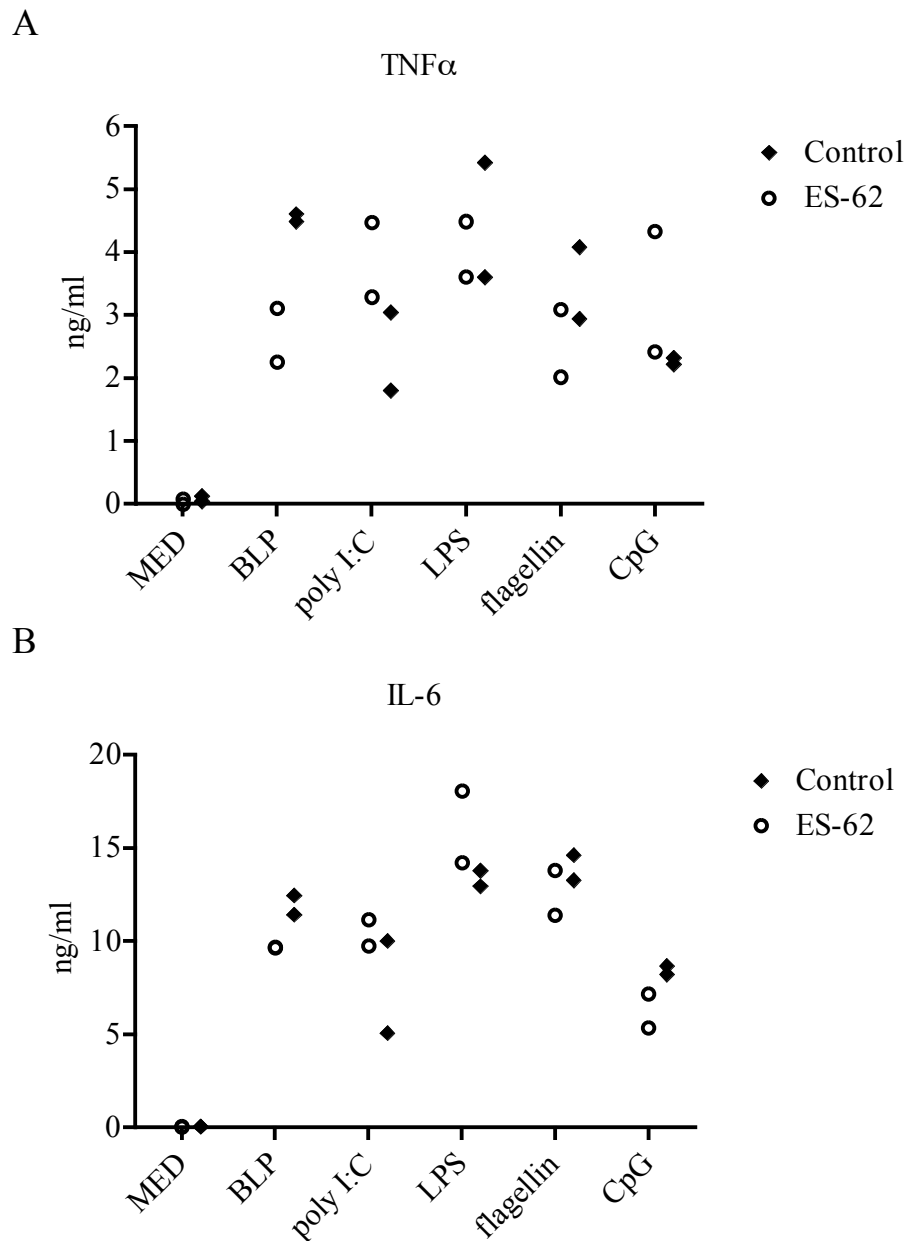 A
TNFα
6
5
4
3
2
1
0
ng/ml
Control
ES-62
MED
BLP
poly I:C
LPS
flagellin
CpG
B
IL-6
20
15
10
5
0
ng/ml
Control
ES-62
MED
BLP
poly I:C
LPS
flagellin
CpG